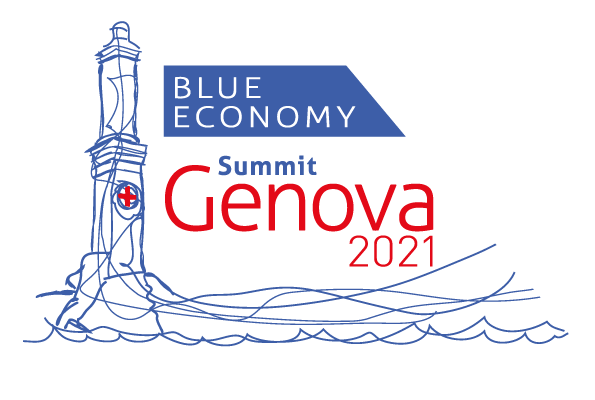 BLUE
ECONOMY
Summit
Genova
2021